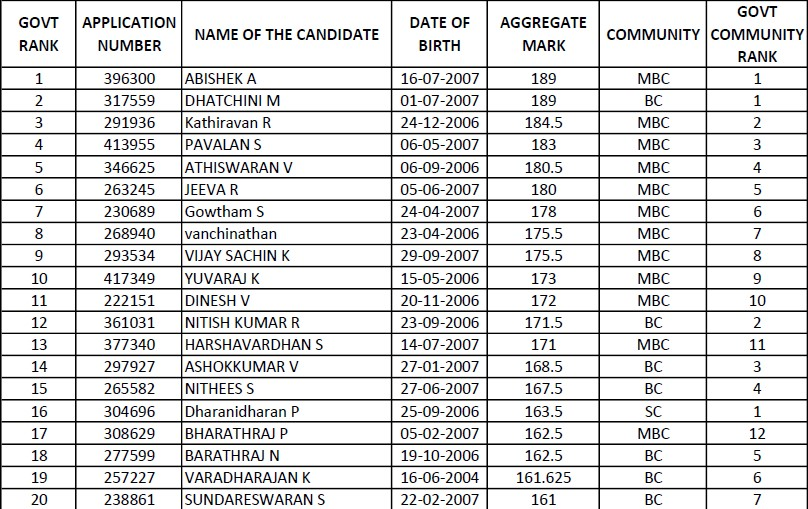 GOVT RANK APPLICATION NUMBER NAME OF THE CANDIDATE DATE OF BIRTH AGGREGATE MARK COMMUNITY GOVT COMMUNITY RANK
1 396300 ABISHEK A 16-07-2007 189 MBC 1
2 317559 DHATCHINI M 01-07-2007 189 BC 1
3 291936 Kathiravan R 24-12-2006 184.5 MBC 2
4 413955 PAVALAN S 06-05-2007 183 MBC 3
5 346625 ATHISWARAN V 06-09-2006 180.5 MBC 4
6 263245 JEEVA R 05-06-2007 180 MBC 5
7 230689 Gowtham S 24-04-2007 178 MBC 6
8 268940 vanchinathan 23-04-2006 175.5 MBC 7
9 293534 VIJAY SACHIN K 29-09-2007 175.5 MBC 8
10 417349 YUVARAJ K 15-05-2006 173 MBC 9
11 222151 DINESH V 20-11-2006 172 MBC 10
12 361031 NITISH KUMAR R 23-09-2006 171.5 BC 2
13 377340 HARSHAVARDHAN S 14-07-2007 171 MBC 11
14 297927 ASHOKKUMAR V 27-01-2007 168.5 BC 3
15 265582 NITHEES S 27-06-2007 167.5 BC 4
16 304696 Dharanidharan P 25-09-2006 163.5 SC 1
17 308629 BHARATHRAJ P 05-02-2007 162.5 MBC 12
18 277599 BARATHRAJ N 19-10-2006 162.5 BC 5
19 257227 VARADHARAJAN K 16-06-2004 161.625 BC 6
20 238861 SUNDARESWARAN S 22-02-2007 161 BC 7